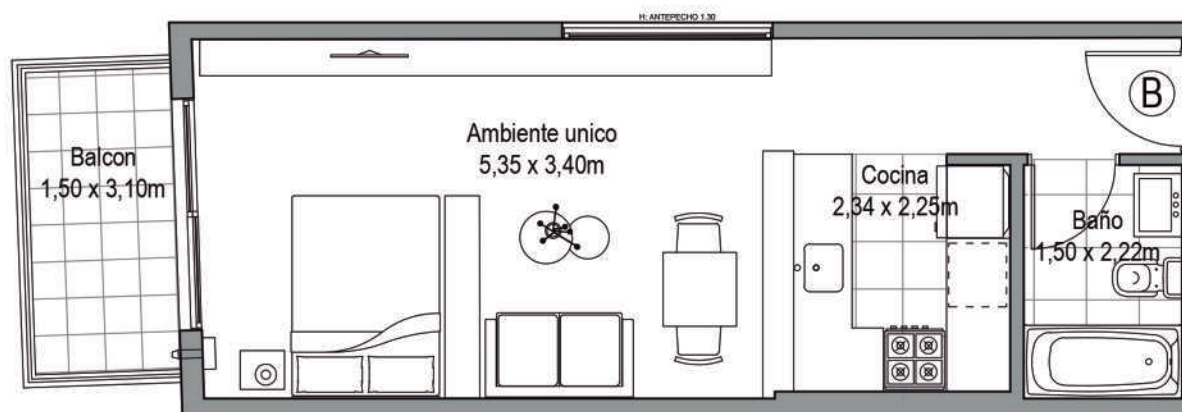 H: ANTEPECHO 1.30
B
Ambiente unico
5,35 x 3,40m
Balcon
1,50 x 3,10m
Cocina
2,34 x 2,25m
Baño
1,50 x 2,22m